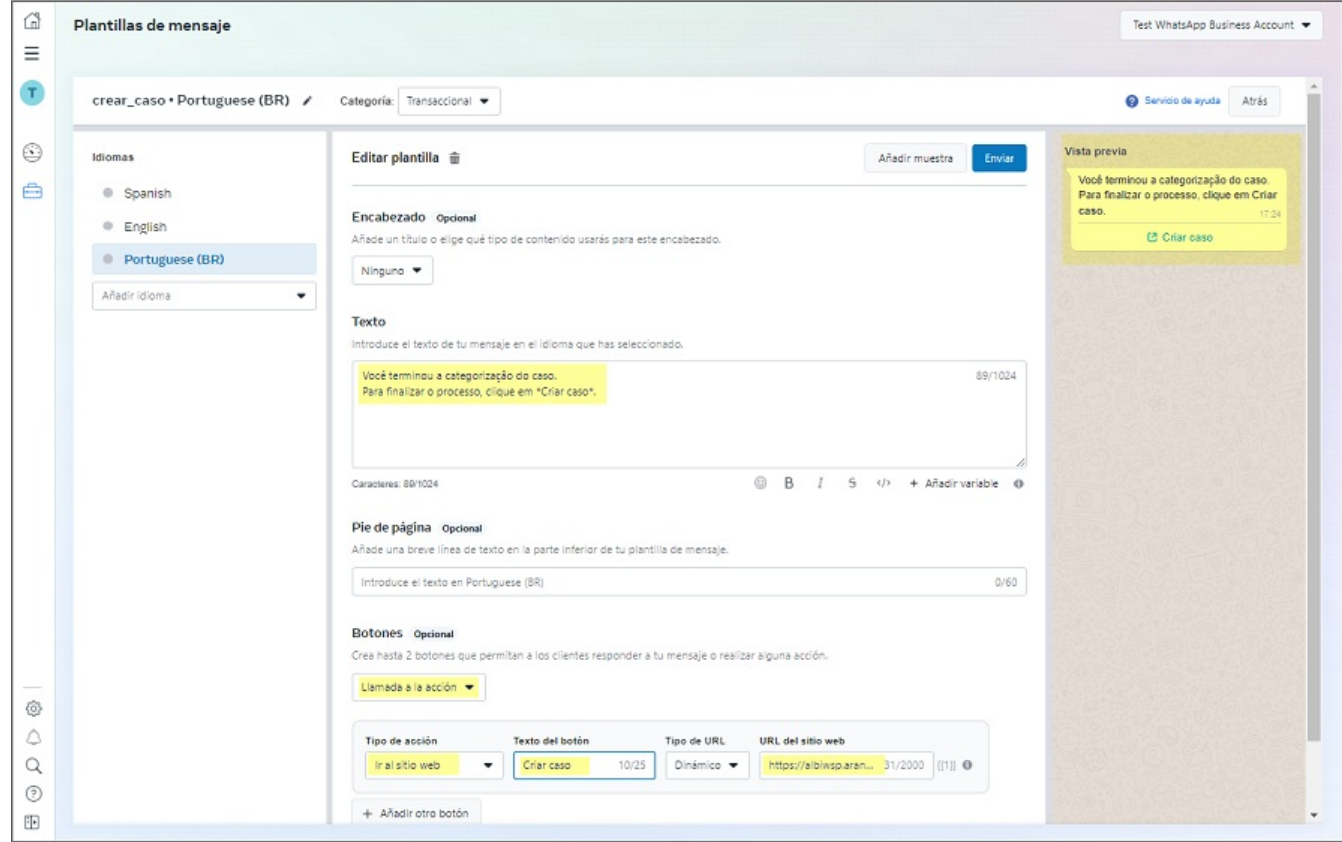 Plantillas de mensaje
Test WhatsApp Business Account
T
crear_caso • Portuguese (BR)
Categoría: Transaccional
Servicio de ayuda
Atrás
Idiomas
Spanish
English
Portuguese (BR)
Añadir idioma
Editar plantilla
Añadir muestra
Enviar
Encabezado Opcional
Añade un título o elige qué tipo de contenido usarás para este encabezado.
Ninguno
Texto
Introduce el texto de tu mensaje en el idioma que has seleccionado.
Você terminou a categorização do caso.
89/1024
Para finalizar o processo, clique em *Criar caso*.
Caracteres: 89/1024
B I S </> + Añadir variable
Pie de página Opcional
Añade una breve línea de texto en la parte inferior de tu plantilla de mensaje.
Introduce el texto en Portuguese (BR)
0/60
Botones Opcional
Crea hasta 2 botones que permitan a los clientes responder a tu mensaje o realizar alguna acción.
Llamada a la acción
Tipo de acción
Texto del botón
Tipo de URL
URL del sitio web
Ir al sitio web
Criar caso 10/25
Dinámico
https://albiwsp.aran... 31/2000
{{1}}
+ Añadir otro botón
Vista previa
Você terminou a categorização do caso.
Para finalizar o processo, clique em Criar
caso.
17:24
Criar caso